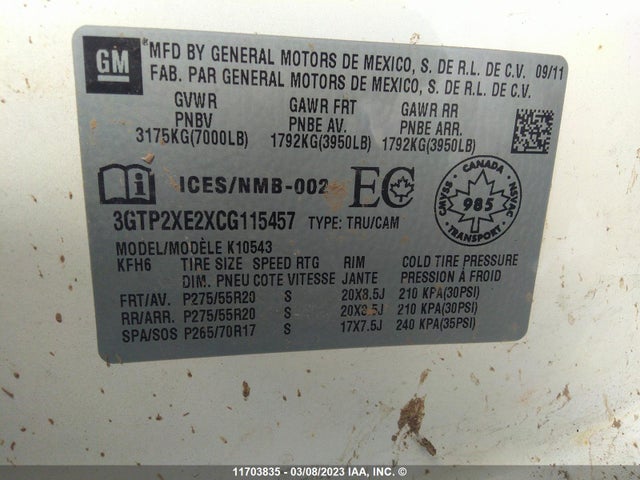 GM
*MFD BY GENERAL MOTORS DE MEXICO, S. DE R.L. DE C.V. 09/11
FAB. PAR GENERAL MOTORS DE MEXICO, S. DE R.L. DE C.V.
GVWR GAWR FRT GAWR RR
PNBV PNBE AV. PNBE ARR.
3175KG(7000LB) 1792KG(3950LB) 1792KG(3950LB)
ICES/NMB-002 EC
CANADA CMVSS NSVAC 985 TRANSPORT
3GTP2XE2XCG115457 TYPE: TRU/CAM
MODEL/MODÈLE K10543
KFH6 TIRE SIZE SPEED RTG RIM COLD TIRE PRESSURE
DIM. PNEU COTE VITESSE JANTE PRESSION À FROID
FRT/AV. P275/55R20 S 20X8.5J 210 KPA(30PSI)
RR/ARR. P275/55R20 S 20X8.5J 210 KPA(30PSI)
SPA/SOS P265/70R17 S 17X7.5J 240 KPA(35PSI)
11703835 - 03/08/2023 IAA, INC. ©